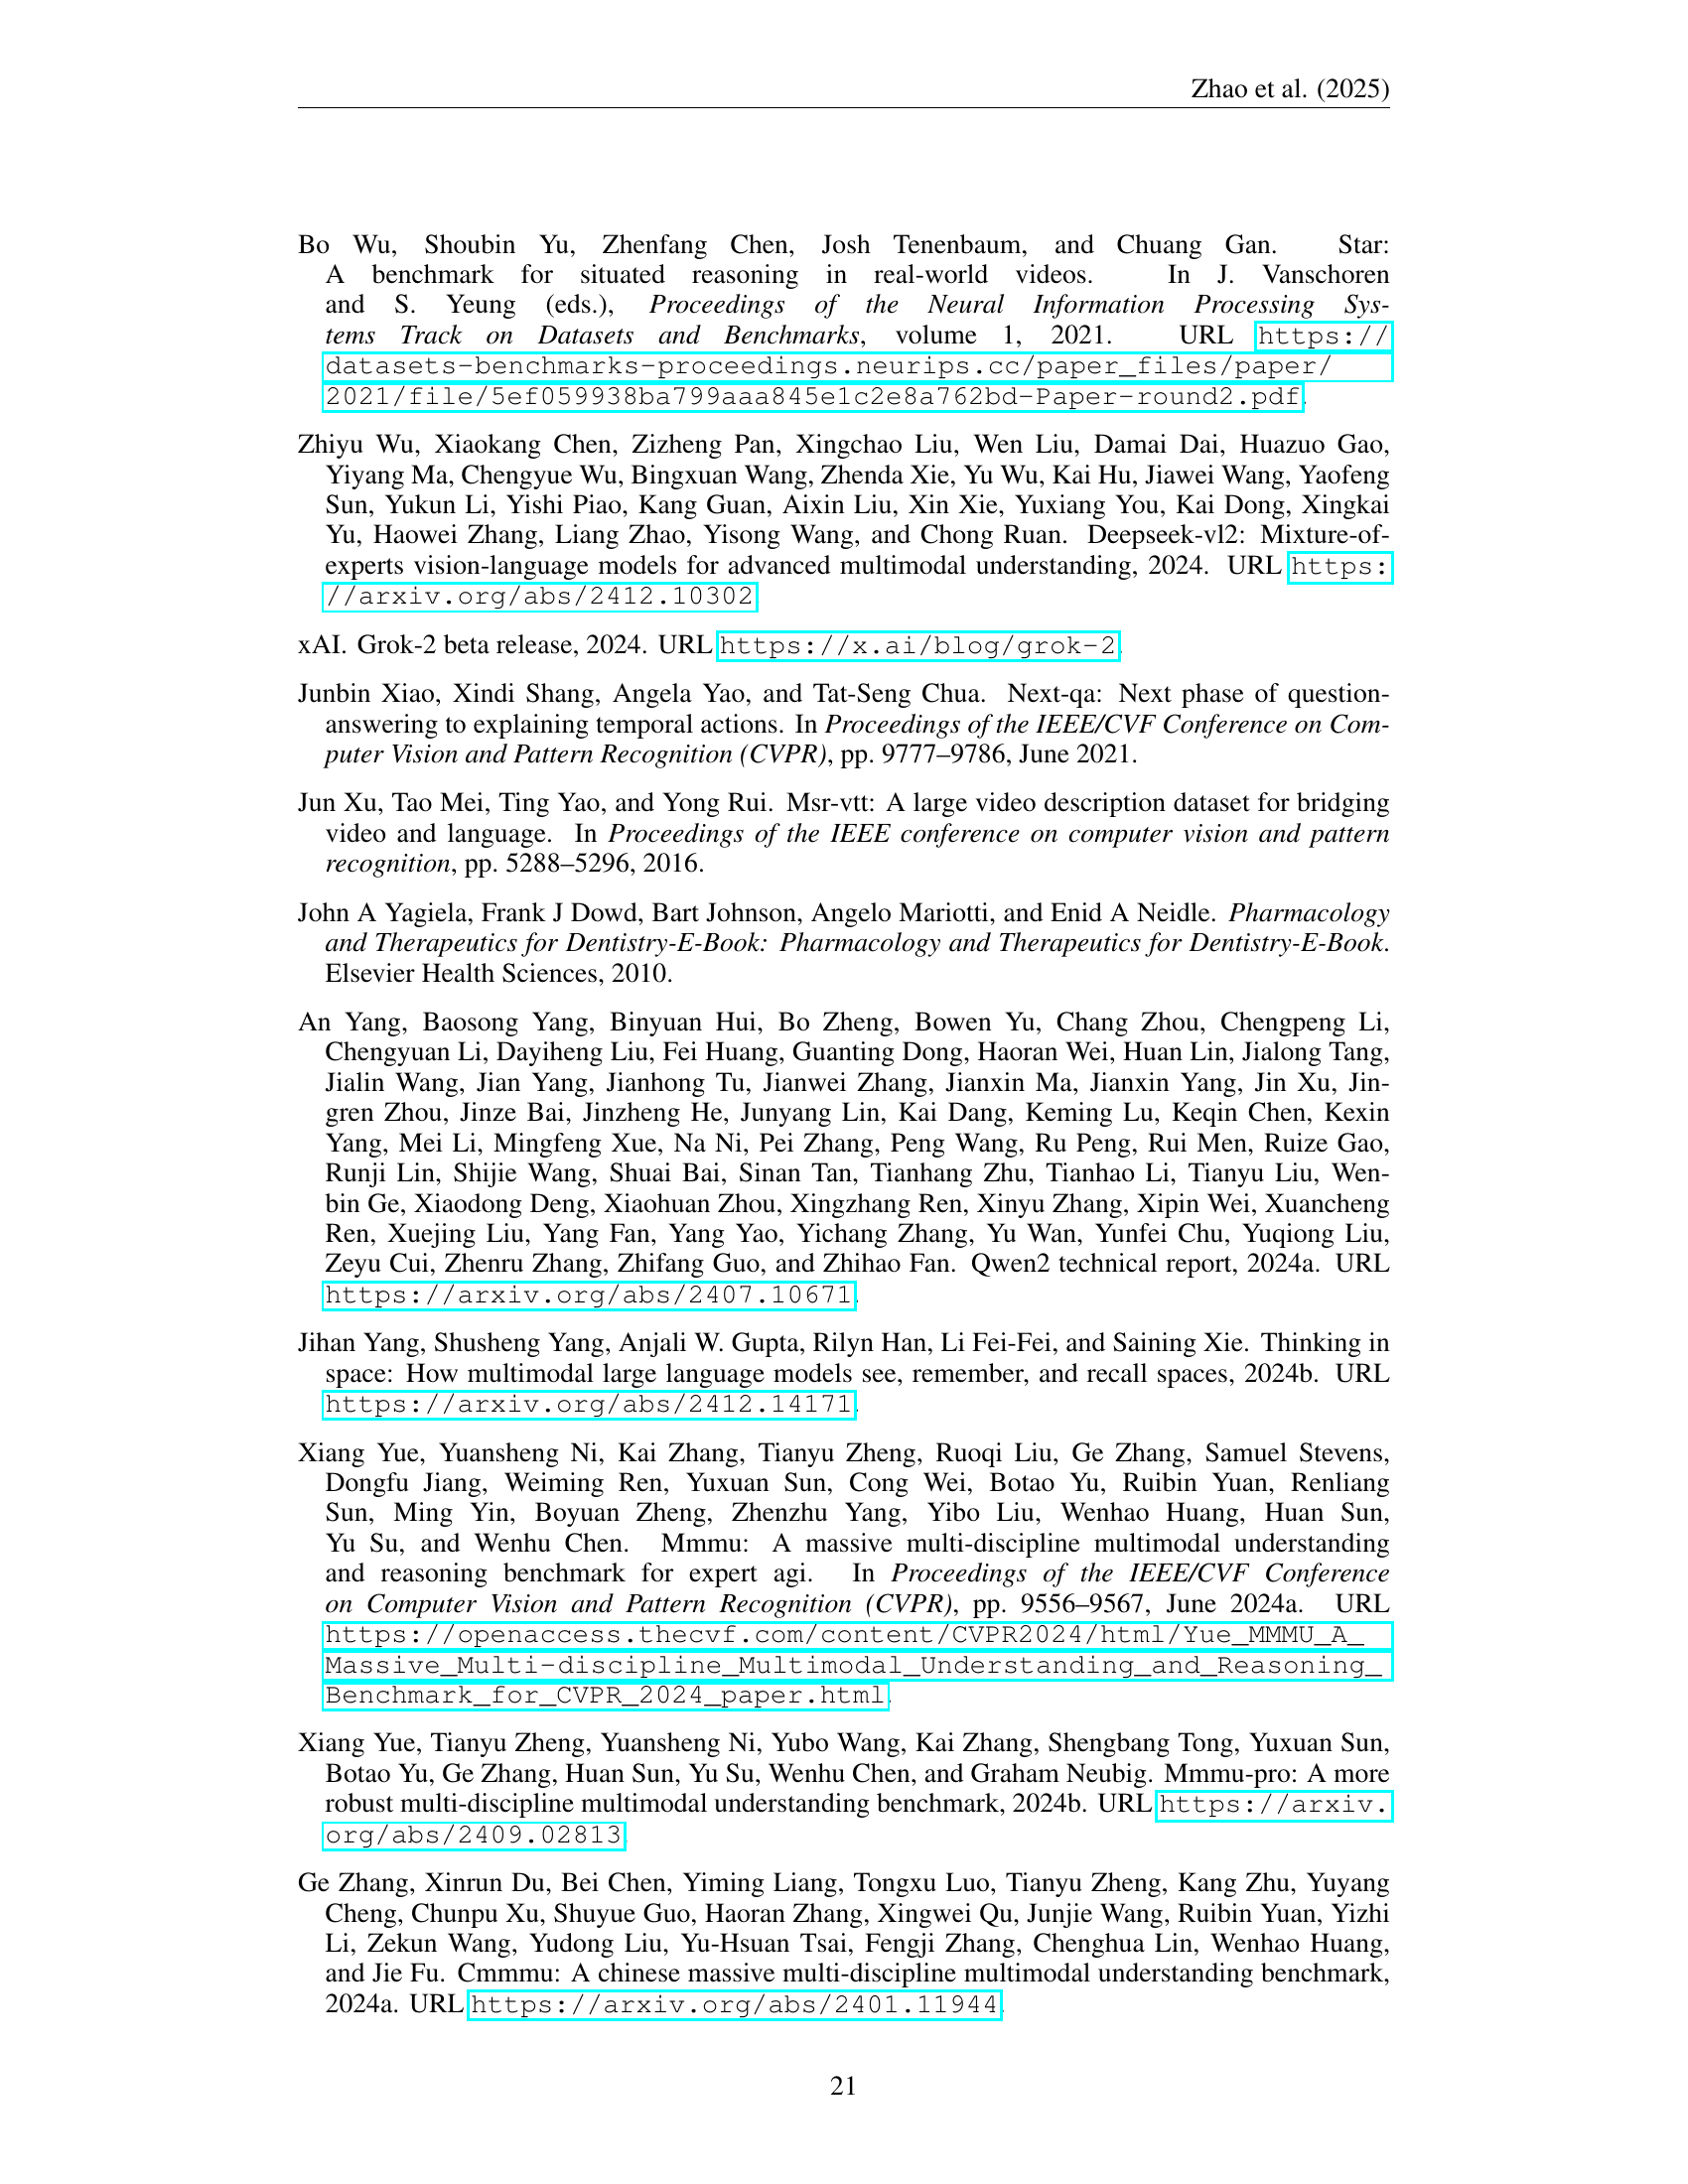 Zhao et al. (2025)
Bo Wu, Shoubin Yu, Zhenfang Chen, Josh Tenenbaum, and Chuang Gan. Star:
A benchmark for situated reasoning in real-world videos. In J. Vanschoren
and S. Yeung (eds.), Proceedings of the Neural Information Processing Sys-
tems Track on Datasets and Benchmarks, volume 1, 2021. URL https://
datasets-benchmarks-proceedings.neurips.cc/paper_files/paper/
2021/file/5ef059938ba799aaa845e1c2e8a762bd-Paper-round2.pdf.
Zhiyu Wu, Xiaokang Chen, Zizheng Pan, Xingchao Liu, Wen Liu, Damai Dai, Huazuo Gao,
Yiyang Ma, Chengyue Wu, Bingxuan Wang, Zhenda Xie, Yu Wu, Kai Hu, Jiawei Wang, Yaofeng
Sun, Yukun Li, Yishi Piao, Kang Guan, Aixin Liu, Xin Xie, Yuxiang You, Kai Dong, Xingkai
Yu, Haowei Zhang, Liang Zhao, Yisong Wang, and Chong Ruan. Deepseek-vl2: Mixture-of-
experts vision-language models for advanced multimodal understanding, 2024. URL https:
//arxiv.org/abs/2412.10302.
xAI. Grok-2 beta release, 2024. URL https://x.ai/blog/grok-2.
Junbin Xiao, Xindi Shang, Angela Yao, and Tat-Seng Chua. Next-qa: Next phase of question-
answering to explaining temporal actions. In Proceedings of the IEEE/CVF Conference on Com-
puter Vision and Pattern Recognition (CVPR), pp. 9777–9786, June 2021.
Jun Xu, Tao Mei, Ting Yao, and Yong Rui. Msr-vtt: A large video description dataset for bridging
video and language. In Proceedings of the IEEE conference on computer vision and pattern
recognition, pp. 5288–5296, 2016.
John A Yagiela, Frank J Dowd, Bart Johnson, Angelo Mariotti, and Enid A Neidle. Pharmacology
and Therapeutics for Dentistry-E-Book: Pharmacology and Therapeutics for Dentistry-E-Book.
Elsevier Health Sciences, 2010.
An Yang, Baosong Yang, Binyuan Hui, Bo Zheng, Bowen Yu, Chang Zhou, Chengpeng Li,
Chengyuan Li, Dayiheng Liu, Fei Huang, Guanting Dong, Haoran Wei, Huan Lin, Jialong Tang,
Jialin Wang, Jian Yang, Jianhong Tu, Jianwei Zhang, Jianxin Ma, Jianxin Yang, Jin Xu, Jin-
gren Zhou, Jinze Bai, Jinzheng He, Junyang Lin, Kai Dang, Keming Lu, Keqin Chen, Kexin
Yang, Mei Li, Mingfeng Xue, Na Ni, Pei Zhang, Peng Wang, Ru Peng, Rui Men, Ruize Gao,
Runji Lin, Shijie Wang, Shuai Bai, Sinan Tan, Tianhang Zhu, Tianhao Li, Tianyu Liu, Wen-
bin Ge, Xiaodong Deng, Xiaohuan Zhou, Xingzhang Ren, Xinyu Zhang, Xipin Wei, Xuancheng
Ren, Xuejing Liu, Yang Fan, Yang Yao, Yichang Zhang, Yu Wan, Yunfei Chu, Yuqiong Liu,
Zeyu Cui, Zhenru Zhang, Zhifang Guo, and Zhihao Fan. Qwen2 technical report, 2024a. URL
https://arxiv.org/abs/2407.10671.
Jihan Yang, Shusheng Yang, Anjali W. Gupta, Rilyn Han, Li Fei-Fei, and Saining Xie. Thinking in
space: How multimodal large language models see, remember, and recall spaces, 2024b. URL
https://arxiv.org/abs/2412.14171.
Xiang Yue, Yuansheng Ni, Kai Zhang, Tianyu Zheng, Ruoqi Liu, Ge Zhang, Samuel Stevens,
Dongfu Jiang, Weiming Ren, Yuxuan Sun, Cong Wei, Botao Yu, Ruibin Yuan, Renliang
Sun, Ming Yin, Boyuan Zheng, Zhenzhu Yang, Yibo Liu, Wenhao Huang, Huan Sun,
Yu Su, and Wenhu Chen. Mmmu: A massive multi-discipline multimodal understanding
and reasoning benchmark for expert agi. In Proceedings of the IEEE/CVF Conference
on Computer Vision and Pattern Recognition (CVPR), pp. 9556–9567, June 2024a. URL
https://openaccess.thecvf.com/content/CVPR2024/html/Yue_MMMU_A_
Massive_Multi-discipline_Multimodal_Understanding_and_Reasoning_
Benchmark_for_CVPR_2024_paper.html.
Xiang Yue, Tianyu Zheng, Yuansheng Ni, Yubo Wang, Kai Zhang, Shengbang Tong, Yuxuan Sun,
Botao Yu, Ge Zhang, Huan Sun, Yu Su, Wenhu Chen, and Graham Neubig. Mmmu-pro: A more
robust multi-discipline multimodal understanding benchmark, 2024b. URL https://arxiv.
org/abs/2409.02813.
Ge Zhang, Xinrun Du, Bei Chen, Yiming Liang, Tongxu Luo, Tianyu Zheng, Kang Zhu, Yuyang
Cheng, Chunpu Xu, Shuyue Guo, Haoran Zhang, Xingwei Qu, Junjie Wang, Ruibin Yuan, Yizhi
Li, Zekun Wang, Yudong Liu, Yu-Hsuan Tsai, Fengji Zhang, Chenghua Lin, Wenhao Huang,
and Jie Fu. Cmmmu: A chinese massive multi-discipline multimodal understanding benchmark,
2024a. URL https://arxiv.org/abs/2401.11944.
21